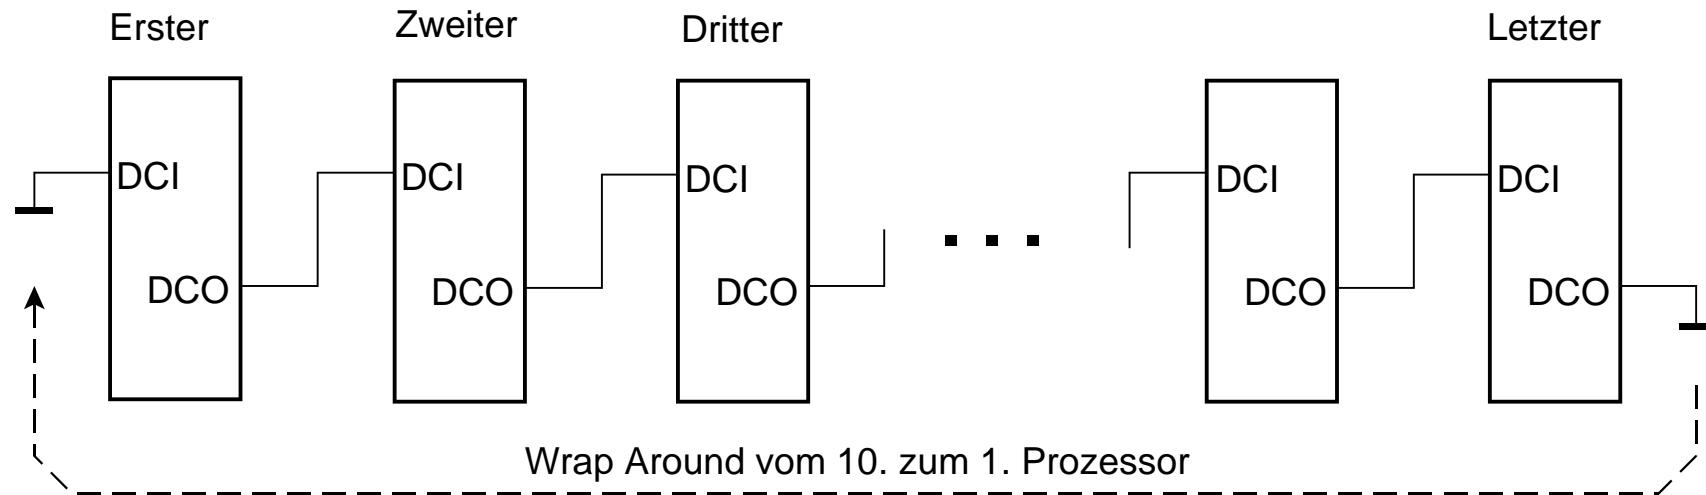 Erster
Zweiter
Dritter
Letzter
DCI
DCO
DCI
DCO
DCI
DCO
DCI
DCO
DCI
DCO
Wrap Around vom 10. zum 1. Prozessor